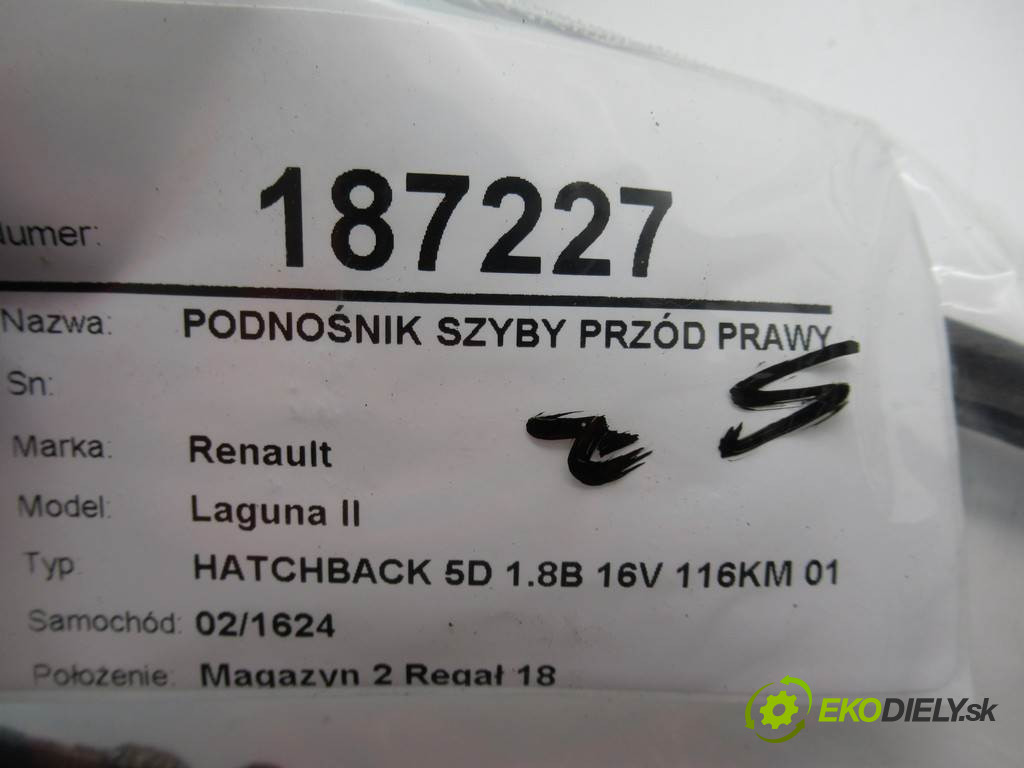 Numer: 187227
Nazwa: PODNOŚNIK SZYBY PRZÓD PRAWY
Sn:
Marka: Renault
Model: Laguna II
Typ: HATCHBACK 5D 1.8B 16V 116KM 01
Samochód: 02/1624
Położenie: Magazyn 2 Regał 18
EKODIELY.sk